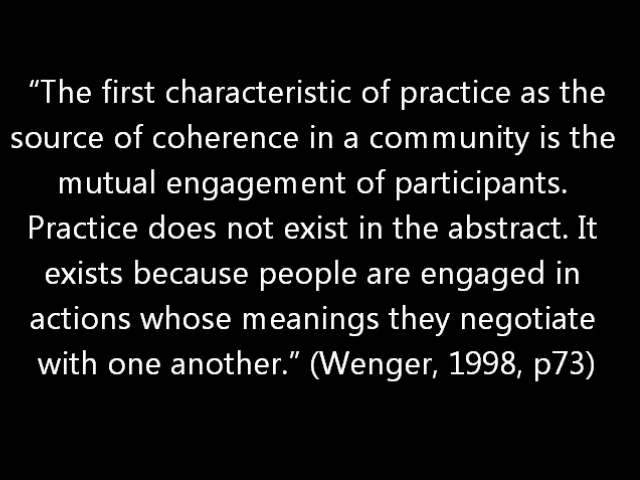 “The first characteristic of practice as the
source of coherence in a community is the
mutual engagement of participants.
Practice does not exist in the abstract. It
exists because people are engaged in
actions whose meanings they negotiate
with one another.” (Wenger, 1998, p73)